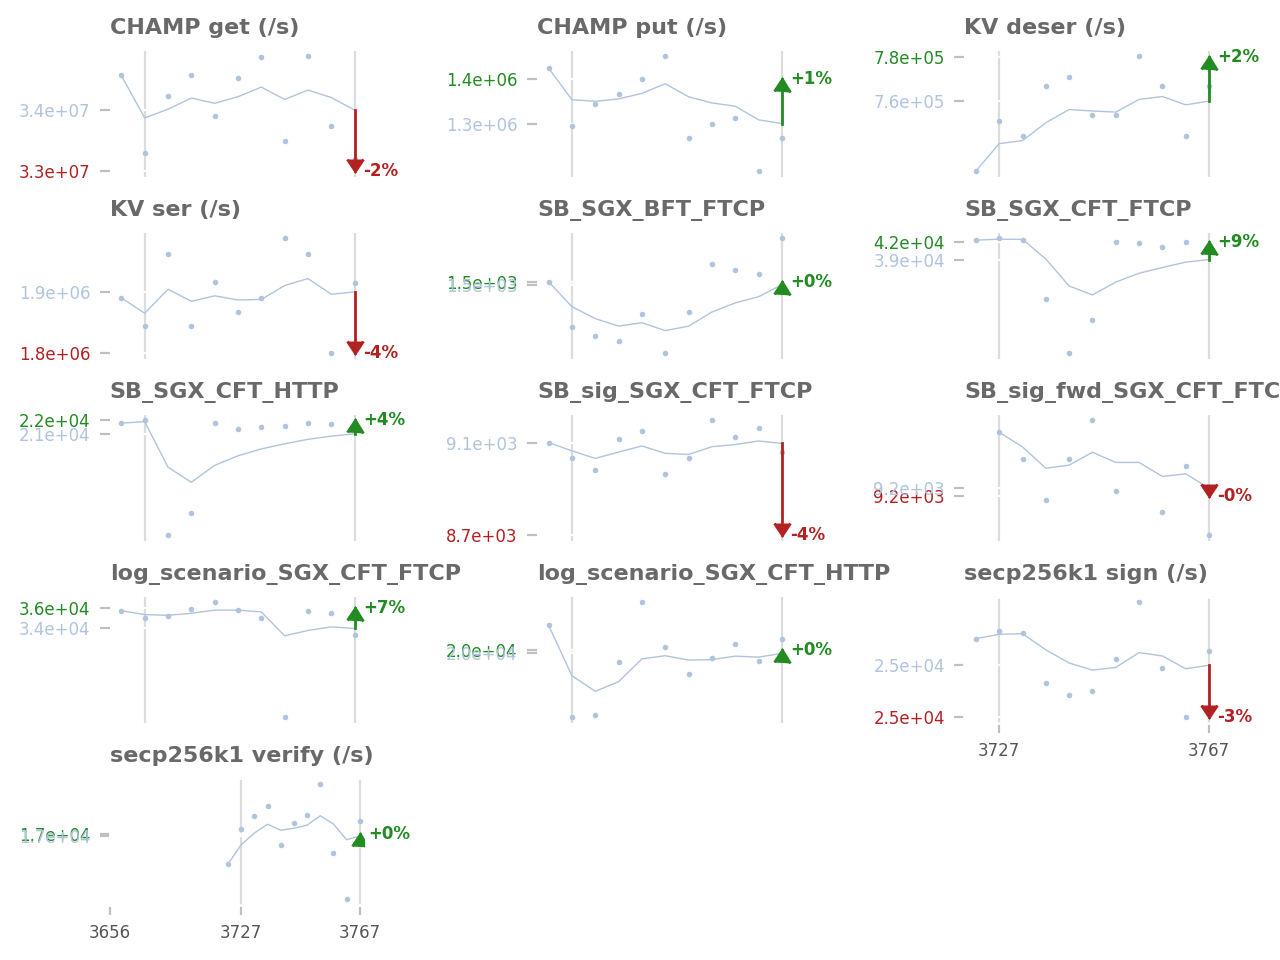 CHAMP get (/s)
3.4e+07
3.3e+07
-2%
CHAMP put (/s)
1.4e+06
1.3e+06
+1%
KV deser (/s)
7.8e+05
7.6e+05
+2%
KV ser (/s)
1.9e+06
1.8e+06
-4%
SB_SGX_BFT_FTCP
1.5e+03
1.5e+03
+0%
SB_SGX_CFT_FTCP
4.2e+04
3.9e+04
+9%
SB_SGX_CFT_HTTP
2.2e+04
2.1e+04
+4%
SB_sig_SGX_CFT_FTCP
9.1e+03
8.7e+03
-4%
SB_sig_fwd_SGX_CFT_FTC
9.2e+03
9.2e+03
-0%
log_scenario_SGX_CFT_FTCP
3.6e+04
3.4e+04
+7%
log_scenario_SGX_CFT_HTTP
2.0e+04
2.0e+04
+0%
secp256k1 sign (/s)
2.5e+04
2.5e+04
-3%
3727
3767
secp256k1 verify (/s)
1.7e+04
1.7e+04
+0%
3656
3727
3767